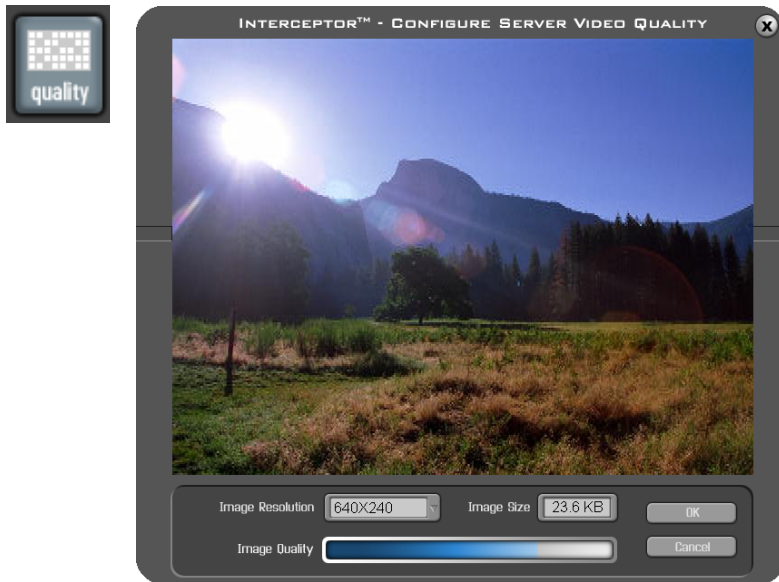 quality
INTERCEPTOR™ - CONFIGURE SERVER VIDEO QUALITY
X
Image Resolution 640X240 Image Size 23.6 KB OK
Image Quality Cancel